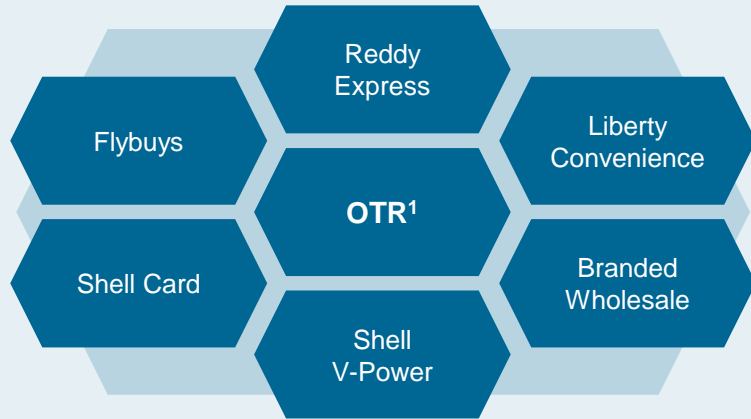 Reddy
Express
Flybuys
Liberty
Convenience
OTR¹
Shell Card
Branded
Wholesale
Shell
V-Power